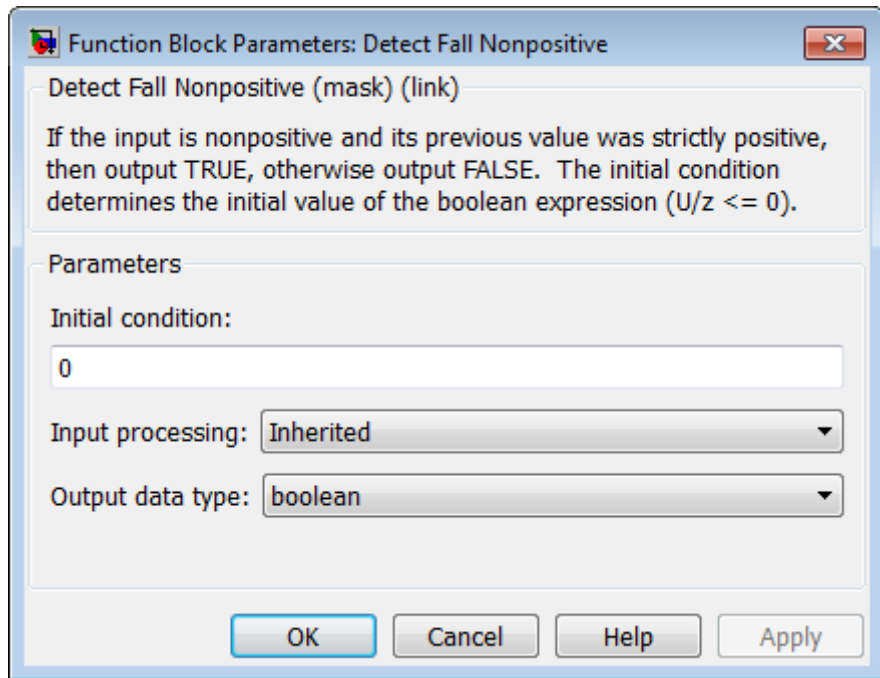 Function Block Parameters: Detect Fall Nonpositive
Detect Fall Nonpositive (mask) (link)
If the input is nonpositive and its previous value was strictly positive,
then output TRUE, otherwise output FALSE.  The initial condition
determines the initial value of the boolean expression (U/z <= 0).
Parameters
Initial condition:
0
Input processing: Inherited
Output data type: boolean
OK Cancel Help Apply